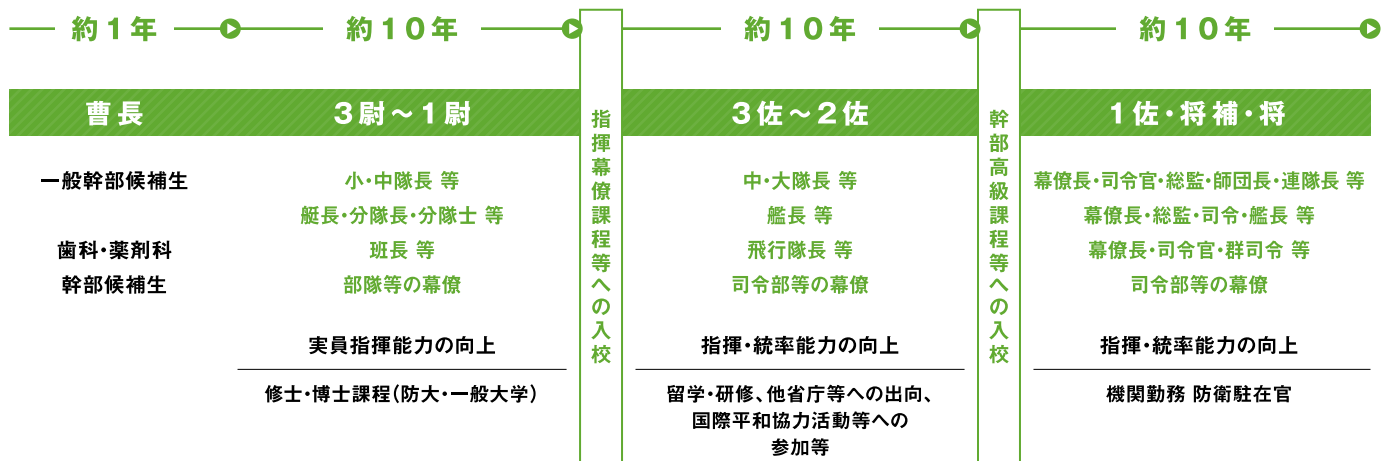 約1年
約10年
約10年
約10年
曹長
3尉～1尉
指揮幕僚課程等への入校
3佐～2佐
幹部高級課程等への入校
1佐・将補・将
一般幹部候補生
歯科・薬剤科
幹部候補生
小・中隊長 等
艇長・分隊長・分隊士 等
班長 等
部隊等の幕僚
実員指揮能力の向上
修士・博士課程（防大・一般大学）
中・大隊長 等
艦長 等
飛行隊長 等
司令部等の幕僚
指揮・統率能力の向上
留学・研修、他省庁等への出向、
国際平和協力活動等への
参加等
幕僚長・司令官・総監・師団長・連隊長 等
幕僚長・総監・司令・艦長 等
幕僚長・司令官・群司令 等
司令部等の幕僚
指揮・統率能力の向上
機関勤務 防衛駐在官